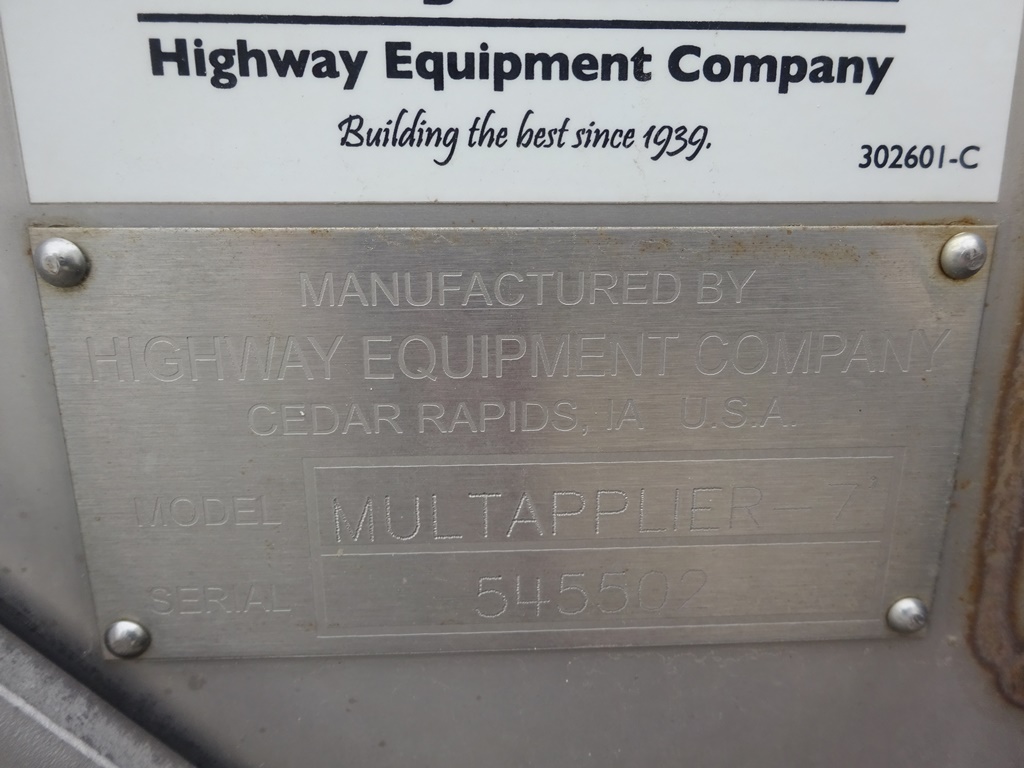 Highway Equipment Company
Building the best since 1939.
302601-C
MANUFACTURED BY
HIGHWAY EQUIPMENT COMPANY
CEDAR RAPIDS, IA U.S.A.
MODEL MULTAPPLIER-7'
SERIAL 545502